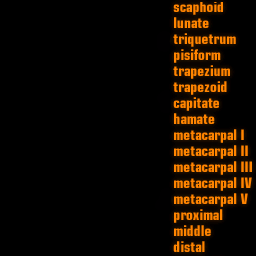 scaphoid
lunate
triquetrum
pisiform
trapezium
trapezoid
capitate
hamate
metacarpal I
metacarpal II
metacarpal III
metacarpal IV
metacarpal V
proximal
middle
distal